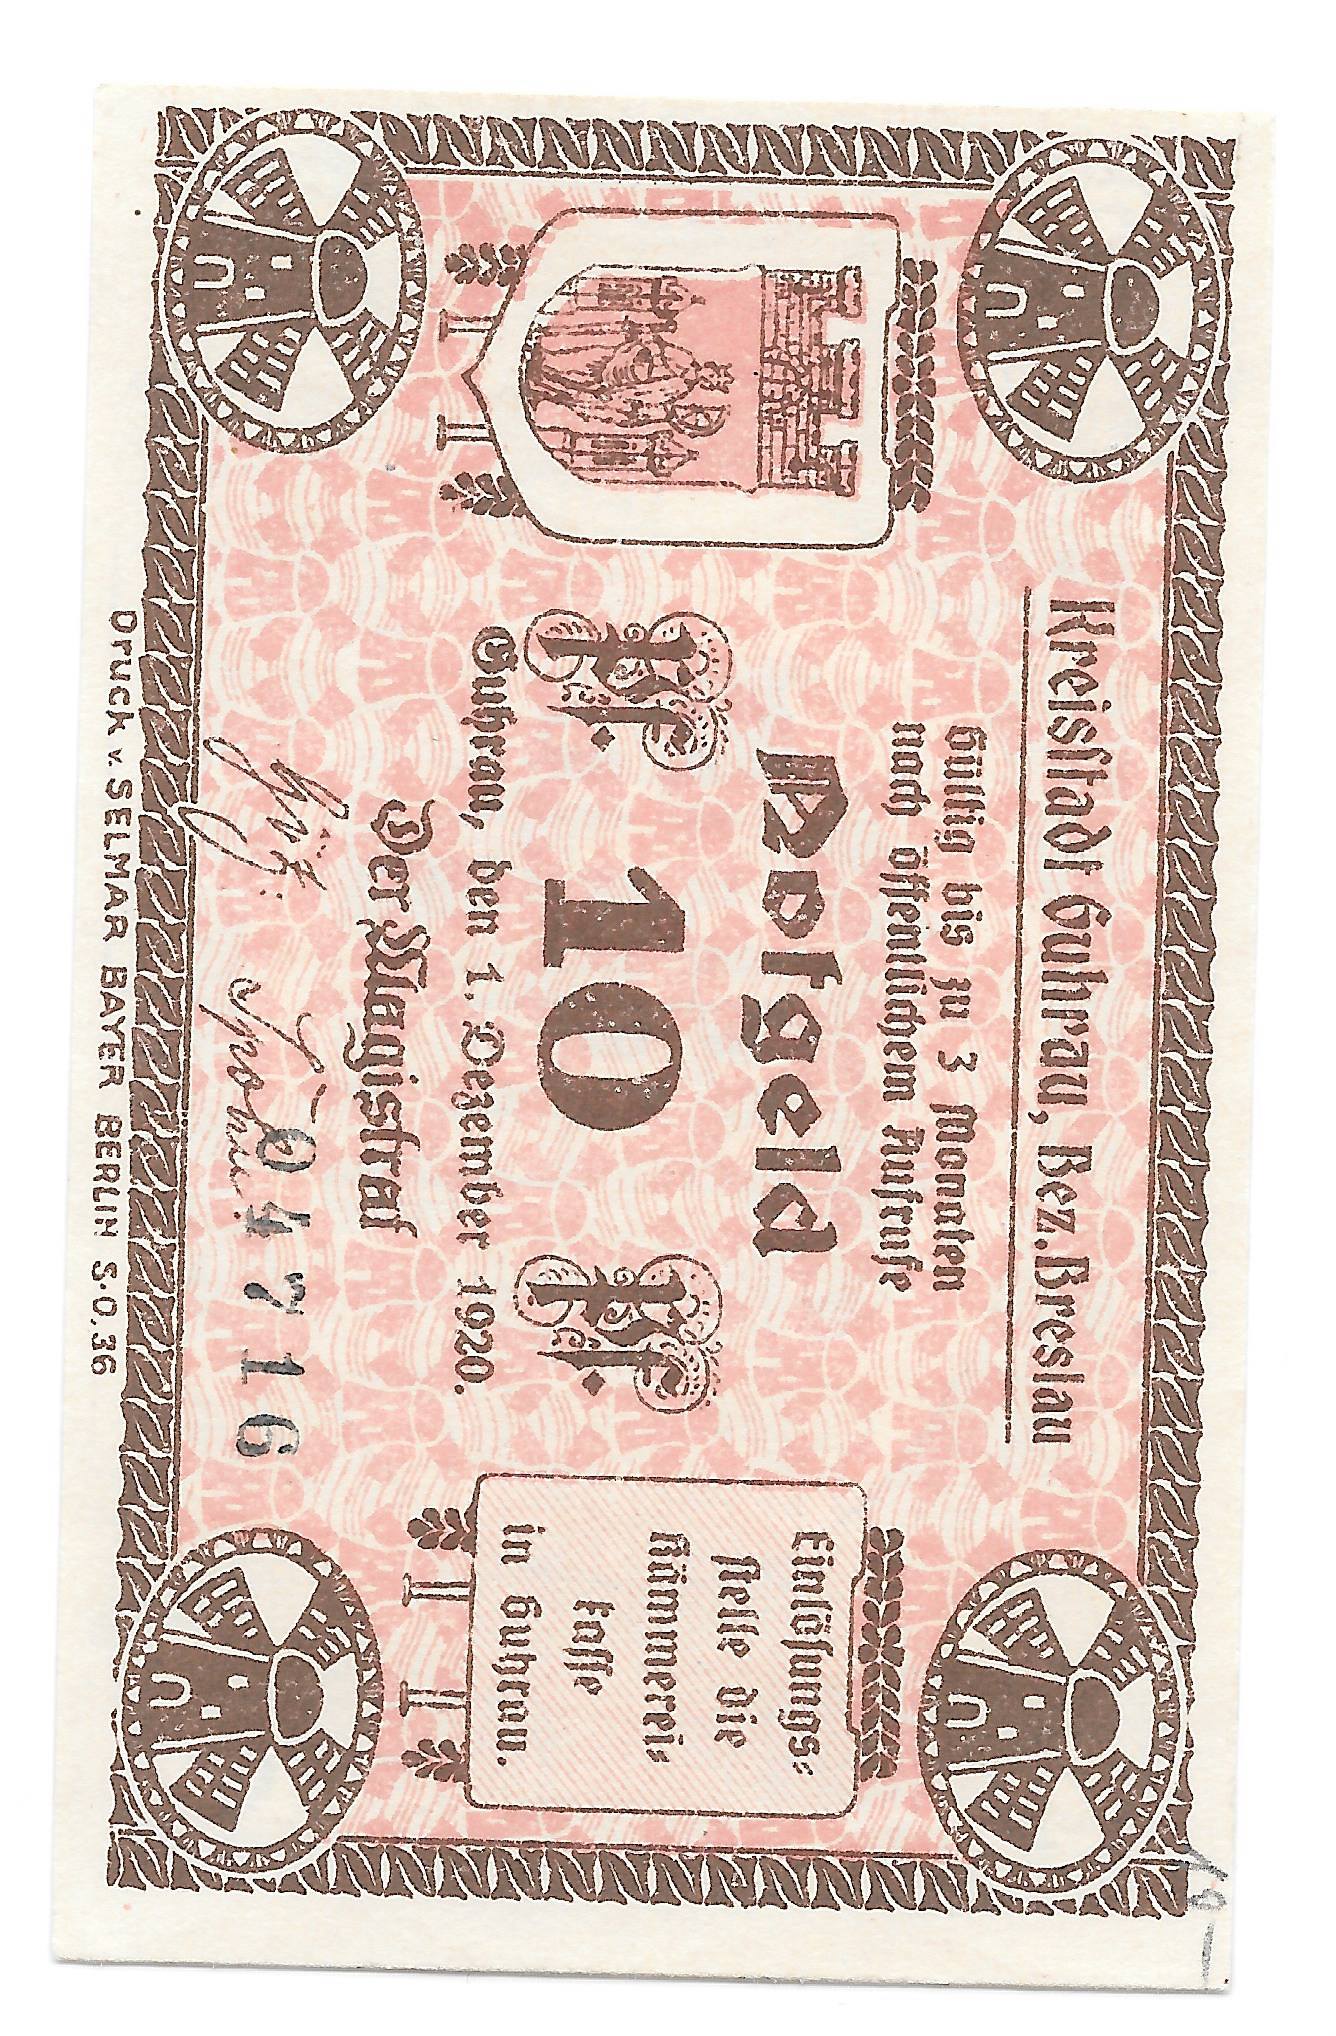 Kreisstadt Guhrau, Bez. Breslau
Gültig bis zu 3 Monaten
nach öffentlichem Aufrufe
Notgeld
Pf. 10 Pf.
Guhrau, den 1. Dezember 1920.
Der Magistrat
047716
Einlösungs=
stelle die
Kämmerei=
kasse
in Guhrau.
Druck v. SELMAR BAYER BERLIN S.O.36